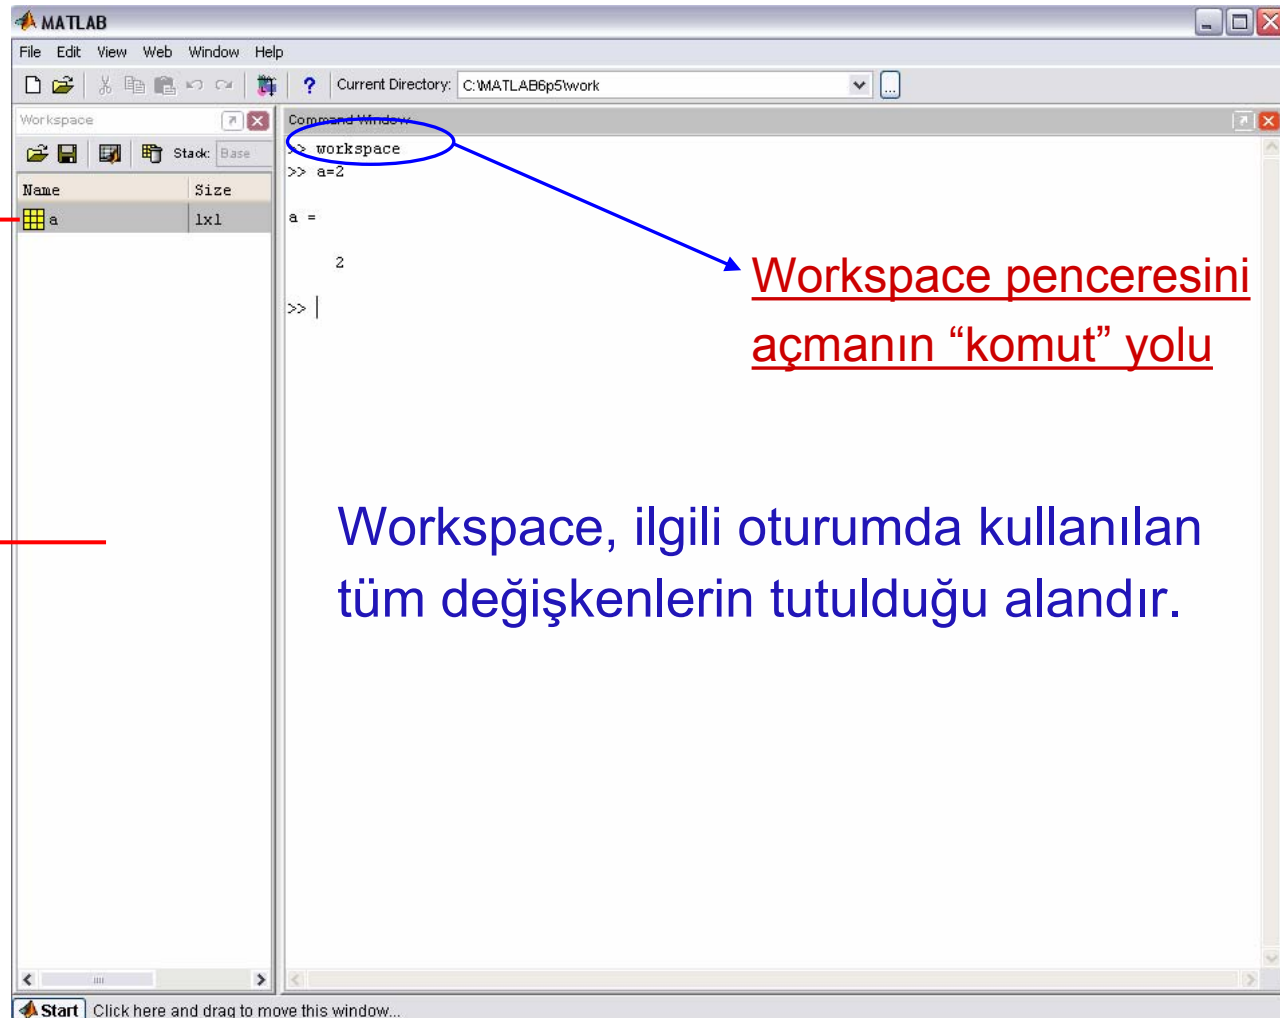 MATLAB
File Edit View Web Window Help
? Current Directory: C:\MATLAB6p5\work ...
Workspace
Stack: Base
Name Size
a 1x1
Command Window
>> workspace
>> a=2
a =
2
>>
Workspace penceresini
açmanın “komut” yolu
Workspace, ilgili oturumda kullanılan
tüm değişkenlerin tutulduğu alandır.
Start Click here and drag to move this window...